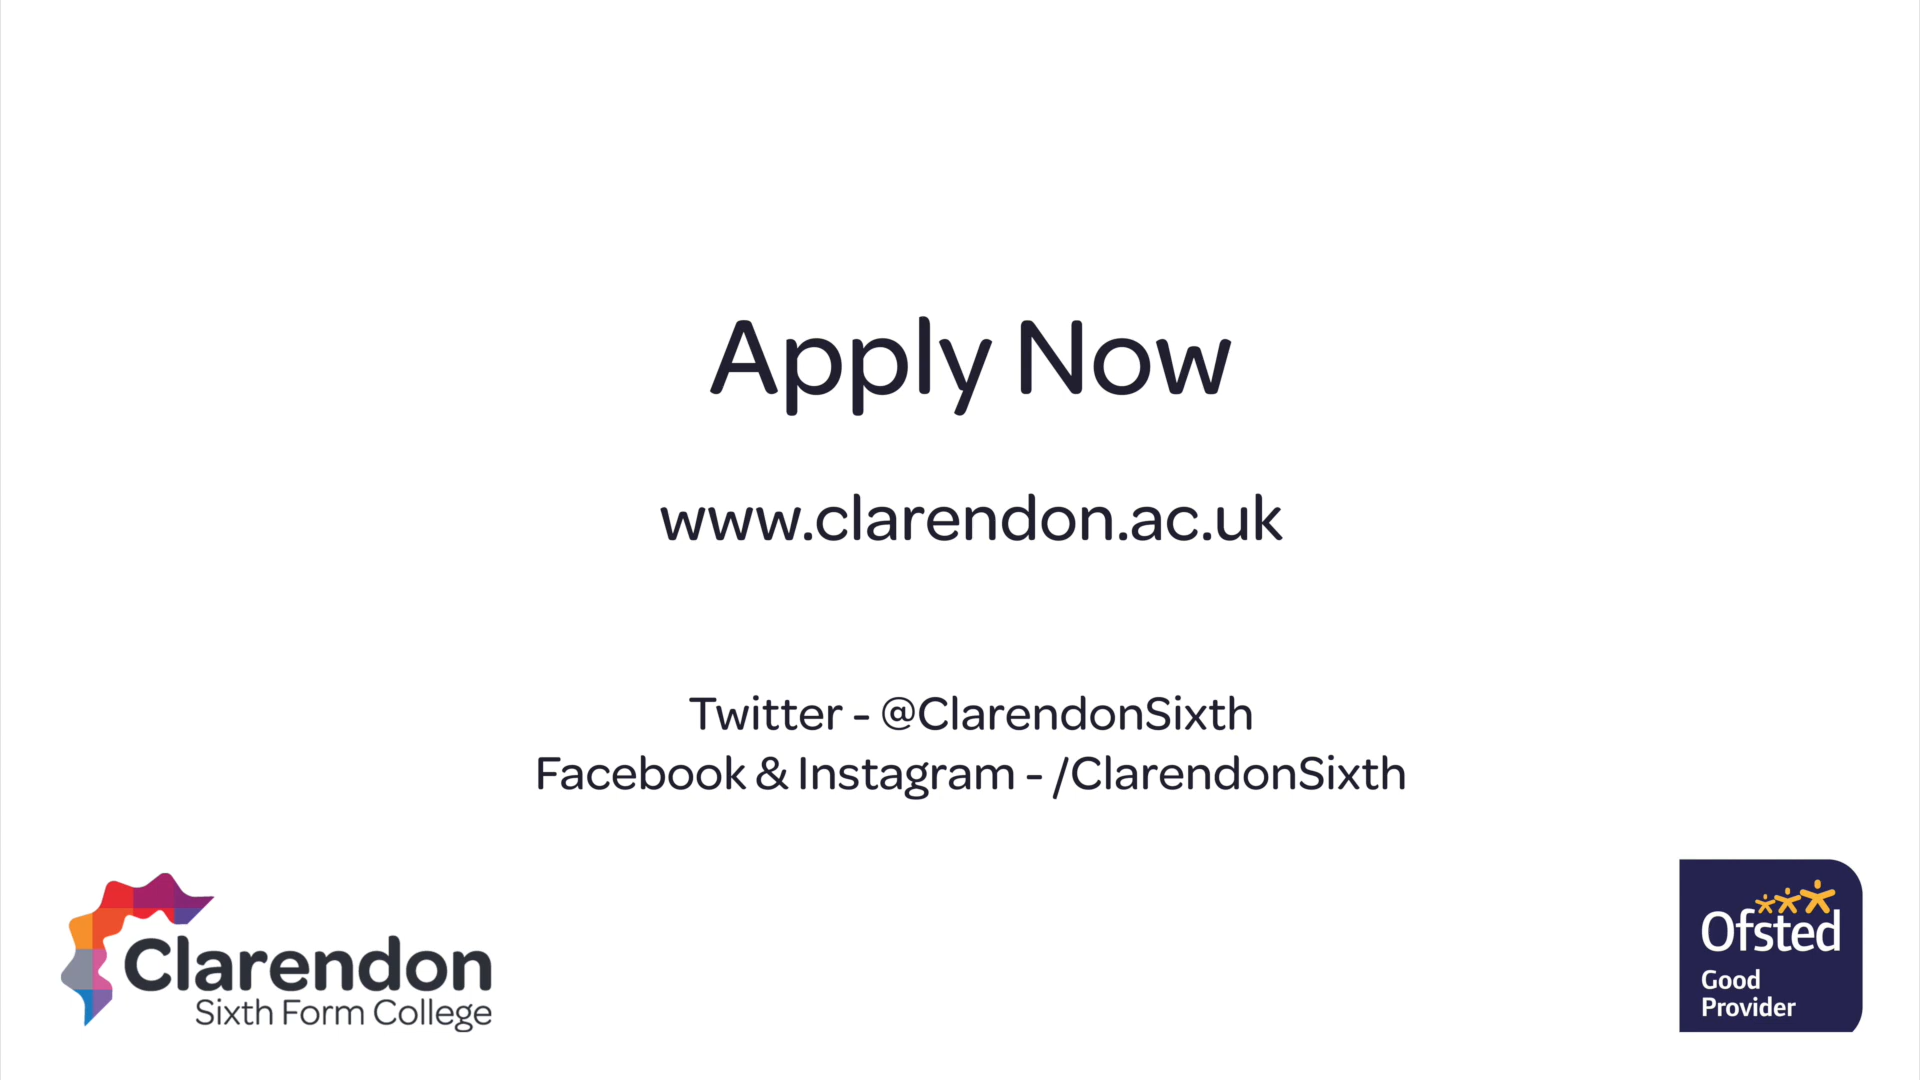 Apply Now
www.clarendon.ac.uk
Twitter - @ClarendonSixth
Facebook & Instagram - /ClarendonSixth
Clarendon
Sixth Form College
Ofsted
Good
Provider